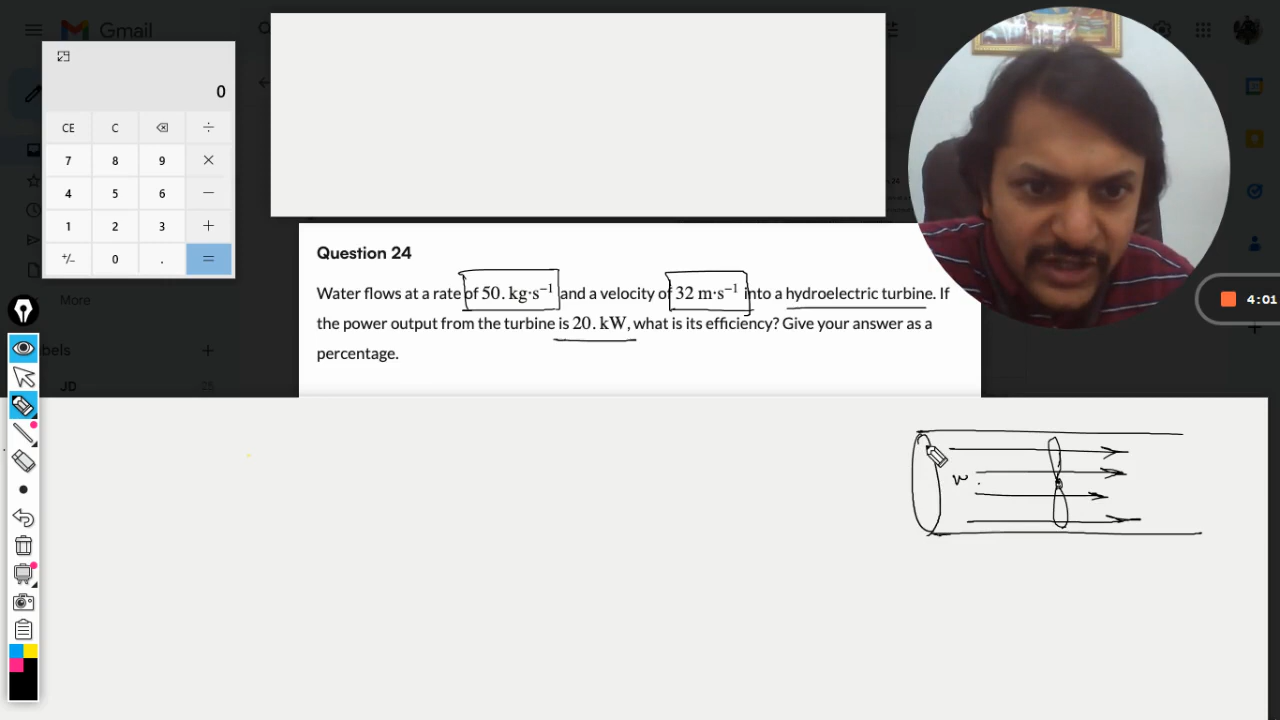 Gmail
0
CE C ÷
7 8 9 ×
4 5 6 −
1 2 3 +
+/− 0 . =
More
JD 25
Question 24
Water flows at a rate of 50. kg·s⁻¹ and a velocity of 32 m·s⁻¹ into a hydroelectric turbine. If
the power output from the turbine is 20. kW, what is its efficiency? Give your answer as a
percentage.
4:01